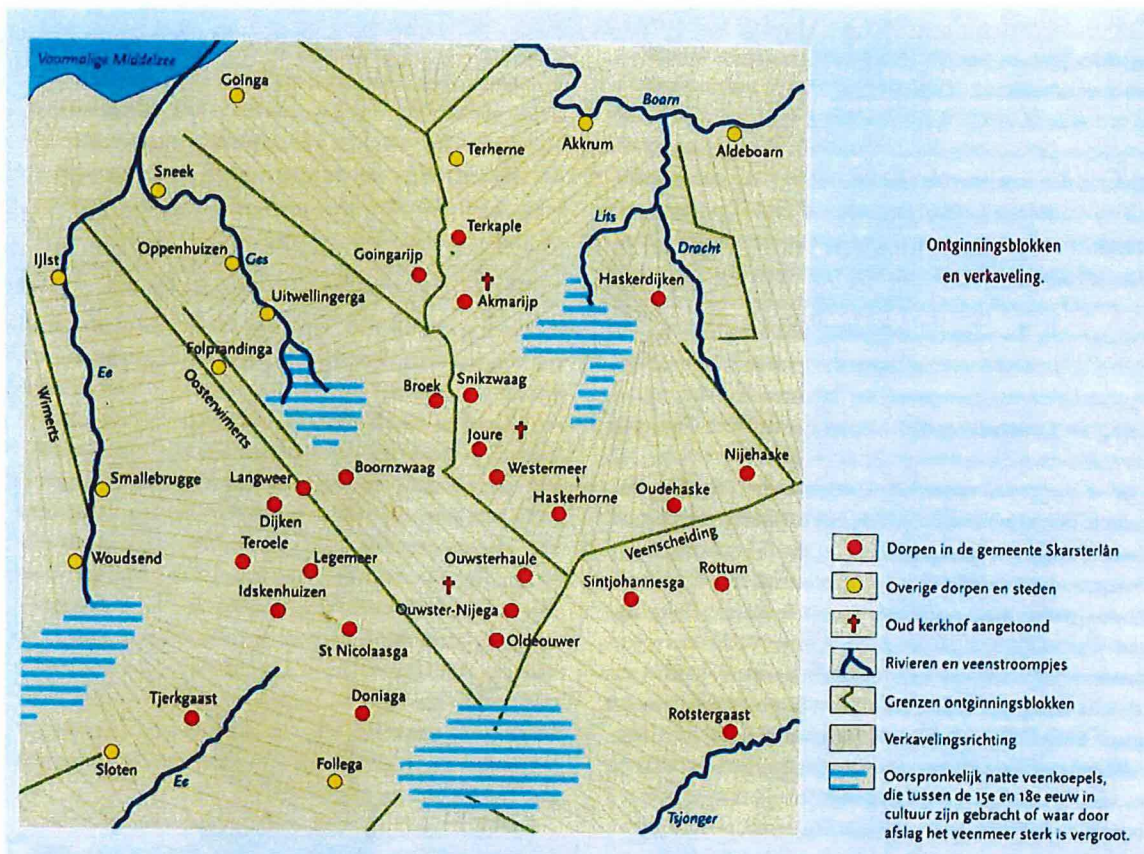 Voormalige Middelzee
Goinga
Boarn
Akkrum
Aldeboarn
Terherne
Sneek
Lits
Terkaple
Dracht
Ontginningsblokken
en verkaveling.
Oppenhuizen
Ges
Goingarijp
IJlst
Haskerdijken
Akmarijp
Uitwellingerga
Folprandinga
Ee
Oosterwimerts
Wimerts
Broek
Snikzwaag
Joure
Westermeer
Nijehaske
Smallebrugge
Langweer
Boornzwaag
Oudehaske
Haskerhorne
Dijken
Teroele
Veenscheiding
Woudsend
Legemeer
Ouwsterhaule
Rottum
Sintjohannesga
Idskenhuizen
Ouwster-Nijega
St Nicolaasga
Oldeouwer
Tjerkgaast
Doniaga
Rotstergaast
Sloten
Ee
Follega
Tsjonger
Dorpen in de gemeente Skarsterlân
Overige dorpen en steden
Oud kerkhof aangetoond
Rivieren en veenstroompjes
Grenzen ontginningsblokken
Verkavelingsrichting
Oorspronkelijk natte veenkoepels,
die tussen de 15e en 18e eeuw in
cultuur zijn gebracht of waar door
afslag het veenmeer sterk is vergroot.